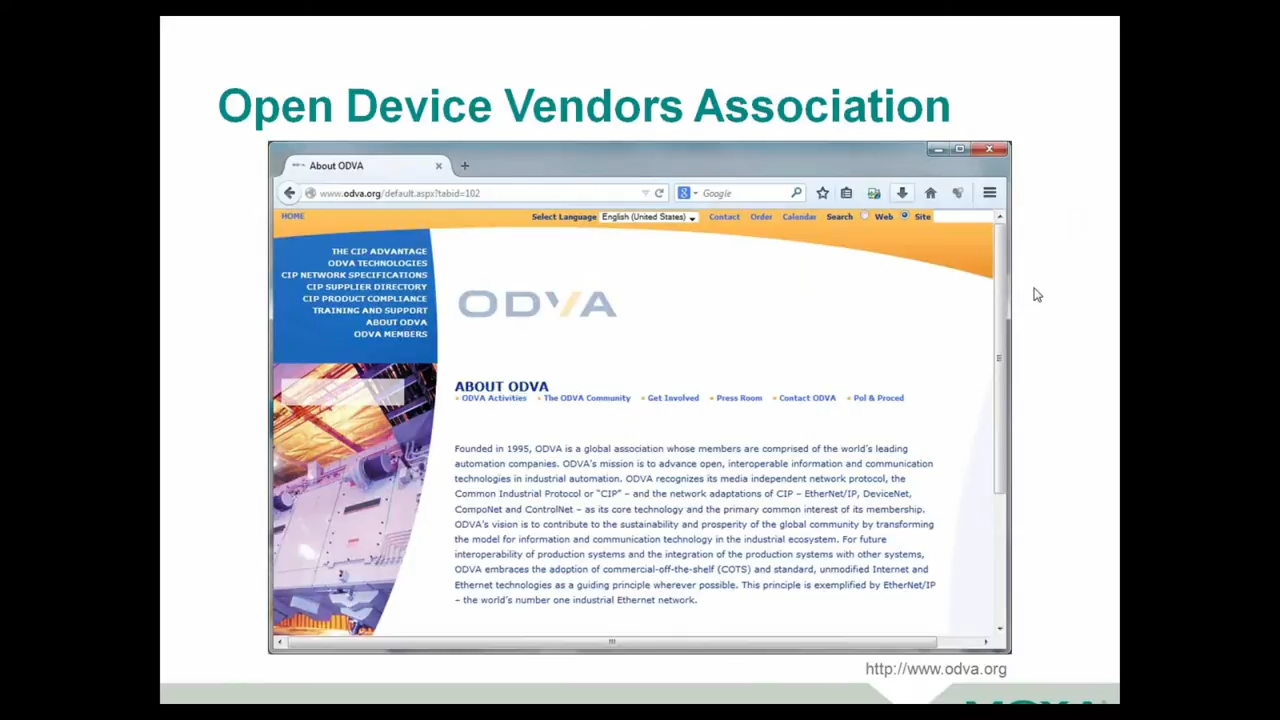 Open Device Vendors Association
About ODVA
www.odva.org/default.aspx?tabid=102
Google
HOME
Select Language English (United States) Contact Order Calendar Search Web Site
THE CIP ADVANTAGE
ODVA TECHNOLOGIES
CIP NETWORK SPECIFICATIONS
CIP SUPPLIER DIRECTORY
CIP PRODUCT COMPLIANCE
TRAINING AND SUPPORT
ABOUT ODVA
ODVA MEMBERS
ODVA
ABOUT ODVA
ODVA Activities The ODVA Community Get Involved Press Room Contact ODVA Pol & Proced
Founded in 1995, ODVA is a global association whose members are comprised of the world's leading
automation companies. ODVA's mission is to advance open, interoperable information and communication
technologies in industrial automation. ODVA recognizes its media independent network protocol, the
Common Industrial Protocol or "CIP" – and the network adaptations of CIP – EtherNet/IP, DeviceNet,
CompoNet and ControlNet – as its core technology and the primary common interest of its membership.
ODVA's vision is to contribute to the sustainability and prosperity of the global community by transforming
the model for information and communication technology in the industrial ecosystem. For future
interoperability of production systems and the integration of the production systems with other systems,
ODVA embraces the adoption of commercial-off-the-shelf (COTS) and standard, unmodified Internet and
Ethernet technologies as a guiding principle wherever possible. This principle is exemplified by EtherNet/IP
– the world's number one industrial Ethernet network.
http://www.odva.org